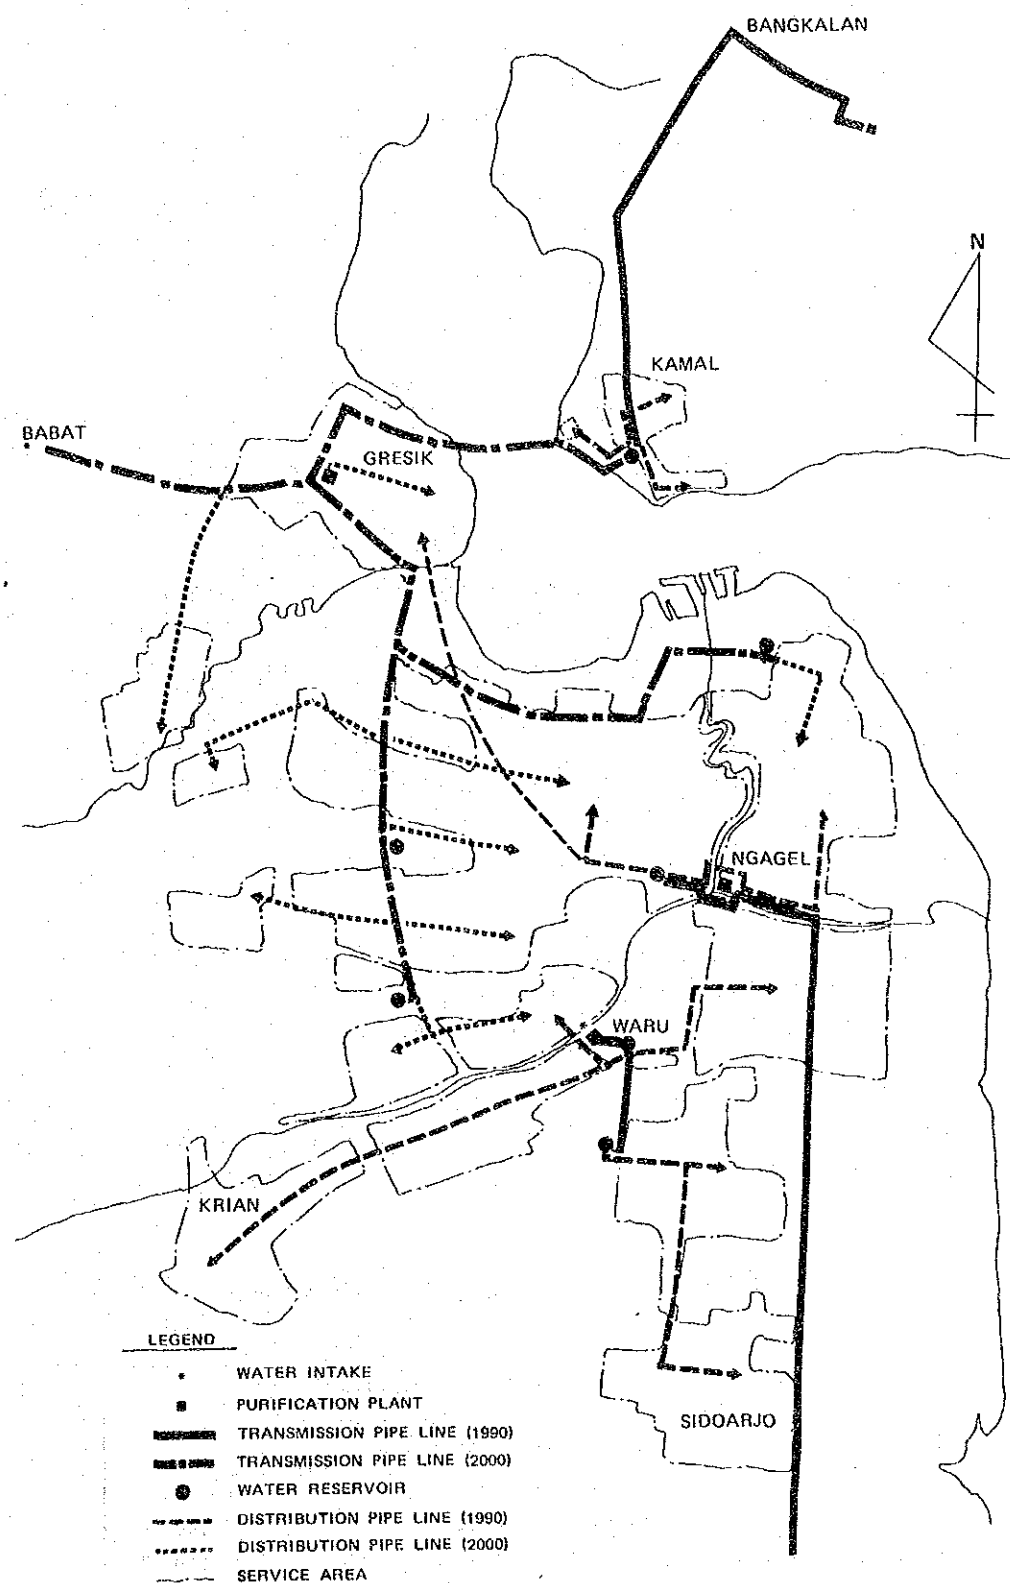 BANGKALAN
N
KAMAL
BABAT
GRESIK
NGAGEL
WARU
KRIAN
SIDOARJO
LEGEND
WATER INTAKE
PURIFICATION PLANT
TRANSMISSION PIPE LINE (1990)
TRANSMISSION PIPE LINE (2000)
WATER RESERVOIR
DISTRIBUTION PIPE LINE (1990)
DISTRIBUTION PIPE LINE (2000)
SERVICE AREA